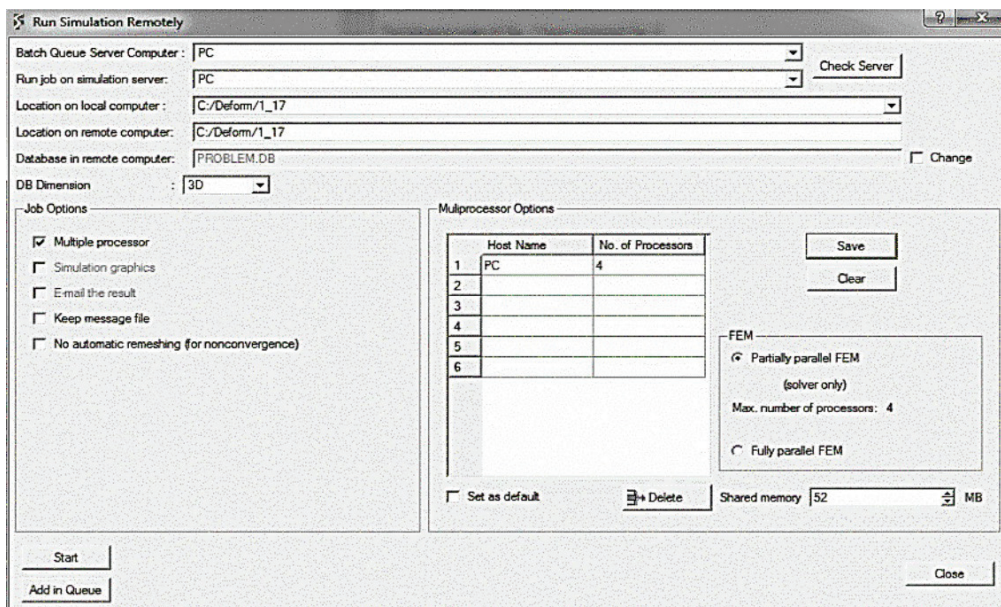 Run Simulation Remotely
Batch Queue Server Computer : PC
Check Server
Run job on simulation server: PC
Location on local computer : C:/Deform/1_17
Location on remote computer: C:/Deform/1_17
Database in remote computer: PROBLEM.DB
Change
DB Dimension : 3D
Job Options
Multiple processor
Simulation graphics
E-mail the result
Keep message file
No automatic remeshing (for nonconvergence)
Muliprocessor Options
Host Name No. of Processors
1 PC 4
2
3
4
5
6
Save
Clear
FEM
Partially parallel FEM
(solver only)
Max. number of processors: 4
Fully parallel FEM
Set as default
Delete
Shared memory 52 MB
Start
Add in Queue
Close